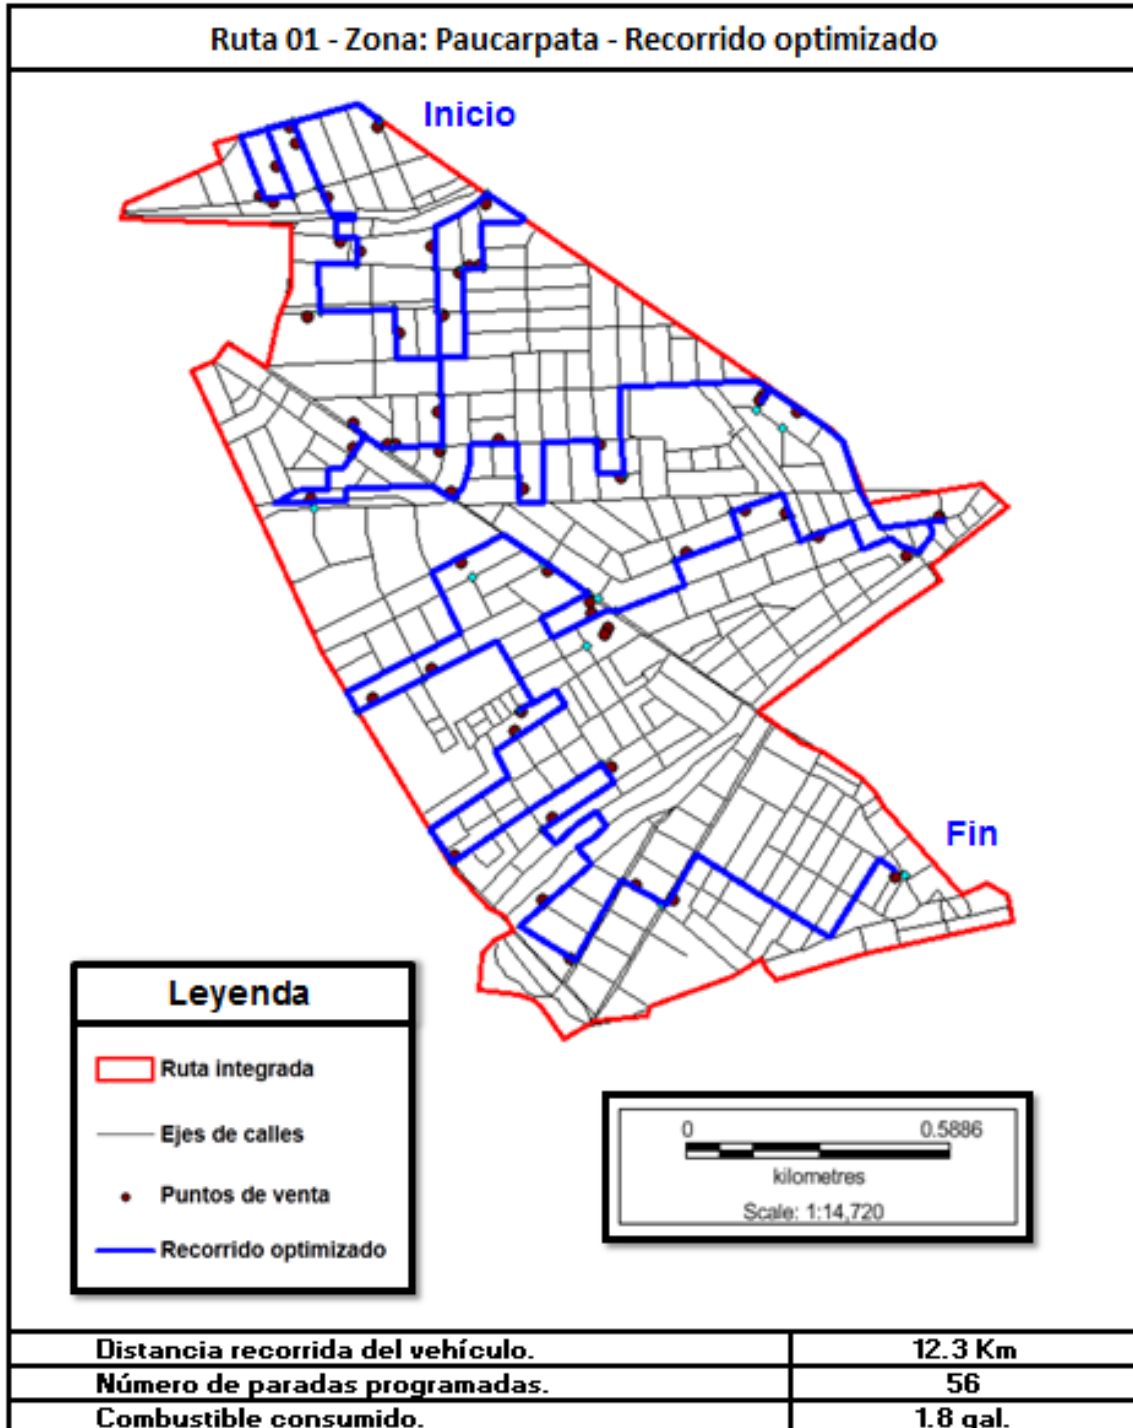 Ruta 01 - Zona: Paucarpata - Recorrido optimizado
Inicio
Fin
Leyenda
Ruta integrada
Ejes de calles
Puntos de venta
Recorrido optimizado
0 0.5886
kilometres
Scale: 1:14,720
Distancia recorrida del vehículo. 12.3 Km
Número de paradas programadas. 56
Combustible consumido. 1.8 gal.